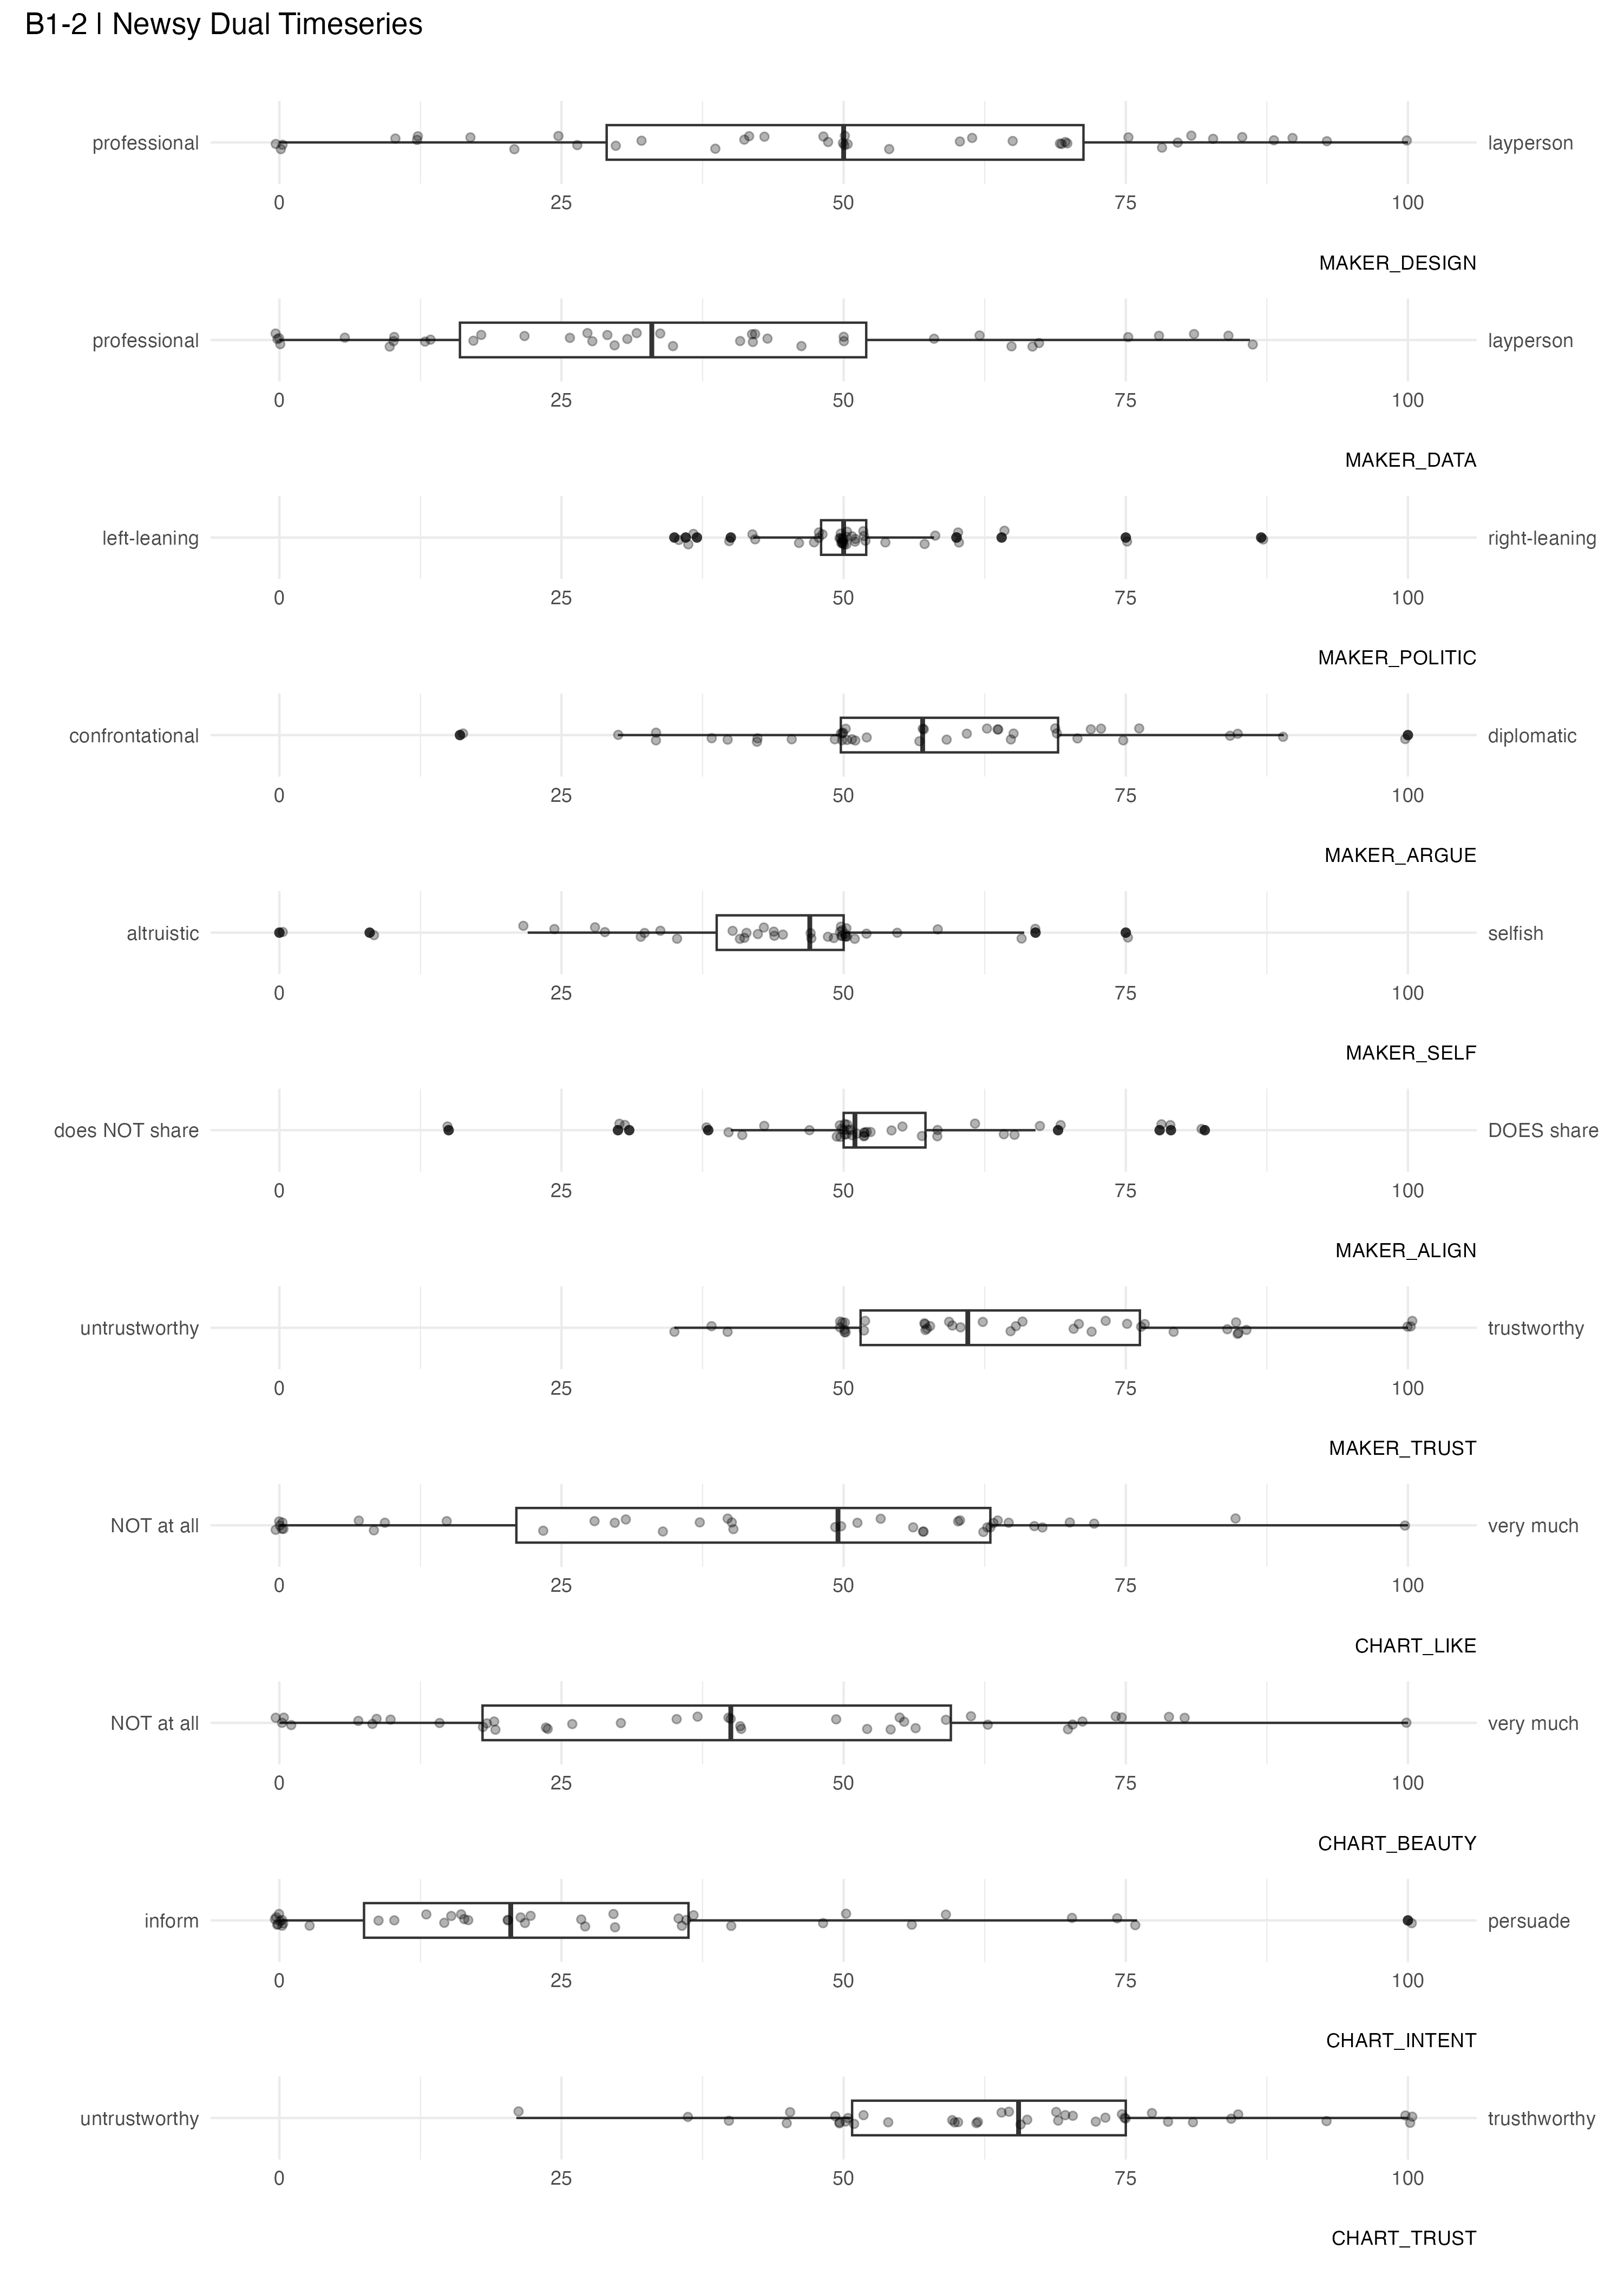 B1-2 | Newsy Dual Timeseries
professional layperson
0 25 50 75 100
MAKER_DESIGN
professional layperson
0 25 50 75 100
MAKER_DATA
left-leaning right-leaning
0 25 50 75 100
MAKER_POLITIC
confrontational diplomatic
0 25 50 75 100
MAKER_ARGUE
altruistic selfish
0 25 50 75 100
MAKER_SELF
does NOT share DOES share
0 25 50 75 100
MAKER_ALIGN
untrustworthy trustworthy
0 25 50 75 100
MAKER_TRUST
NOT at all very much
0 25 50 75 100
CHART_LIKE
NOT at all very much
0 25 50 75 100
CHART_BEAUTY
inform persuade
0 25 50 75 100
CHART_INTENT
untrustworthy trusthworthy
0 25 50 75 100
CHART_TRUST